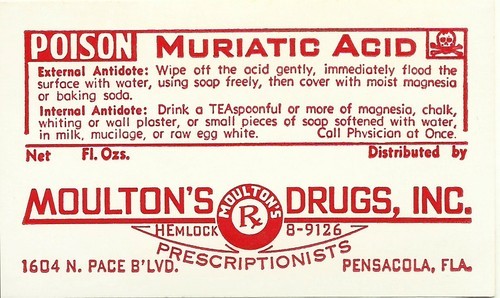 POISON MURIATIC ACID
External Antidote: Wipe off the acid gently, immediately flood the
surface with water, using soap freely, then cover with moist magnesia
or baking soda.
Internal Antidote: Drink a TEAspoonful or more of magnesia, chalk,
whiting or wall plaster, or small pieces of soap softened with water,
in milk, mucilage, or raw egg white. Call Physician at Once.
Net Fl. Ozs. Distributed by
MOULTON'S MOULTON'S Rx DRUGS, INC.
HEMLOCK 8-9126
PRESCRIPTIONISTS
1604 N. PACE B'LVD. PENSACOLA, FLA.